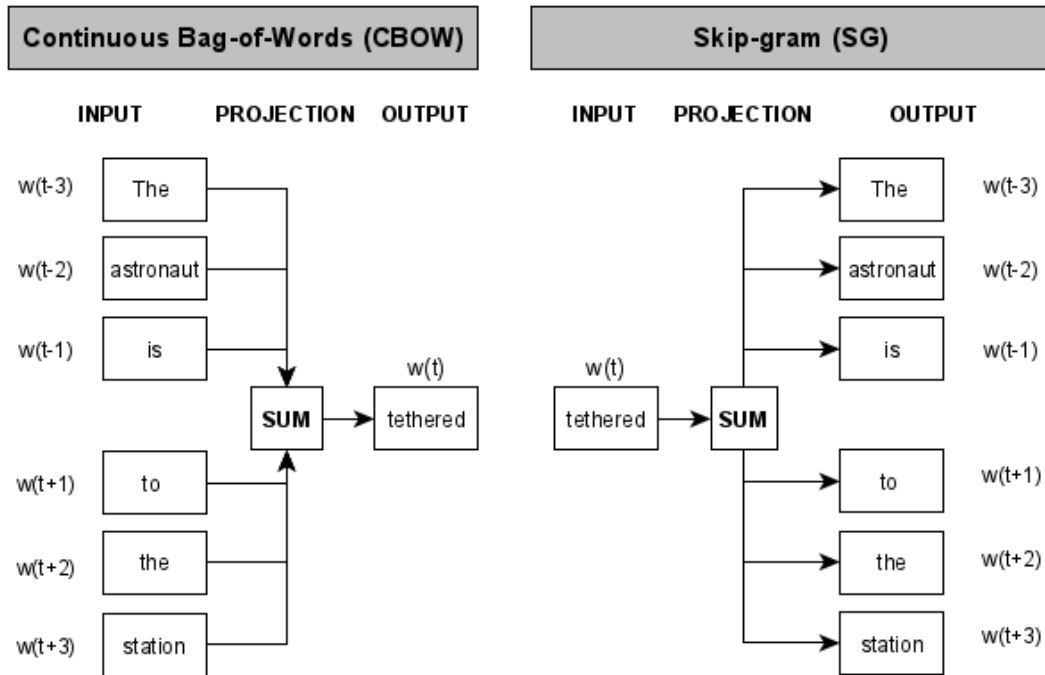 Continuous Bag-of-Words (CBOW)
INPUT PROJECTION OUTPUT
w(t-3) The
w(t-2) astronaut
w(t-1) is
w(t)
SUM tethered
w(t+1) to
w(t+2) the
w(t+3) station
Skip-gram (SG)
INPUT PROJECTION OUTPUT
The w(t-3)
astronaut w(t-2)
is w(t-1)
w(t)
tethered SUM
to w(t+1)
the w(t+2)
station w(t+3)